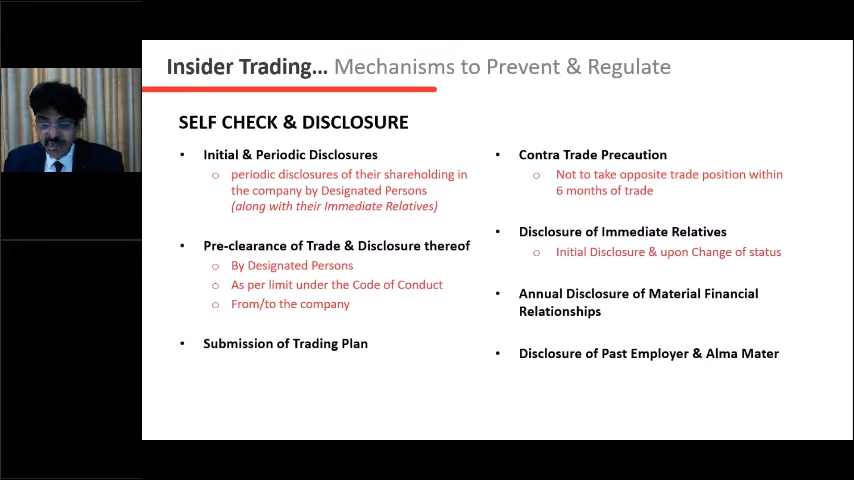 Insider Trading... Mechanisms to Prevent & Regulate
SELF CHECK & DISCLOSURE
• Initial & Periodic Disclosures
○ periodic disclosures of their shareholding in
the company by Designated Persons
(along with their Immediate Relatives)
• Pre-clearance of Trade & Disclosure thereof
○ By Designated Persons
○ As per limit under the Code of Conduct
○ From/to the company
• Submission of Trading Plan
• Contra Trade Precaution
○ Not to take opposite trade position within
6 months of trade
• Disclosure of Immediate Relatives
○ Initial Disclosure & upon Change of status
• Annual Disclosure of Material Financial
Relationships
• Disclosure of Past Employer & Alma Mater